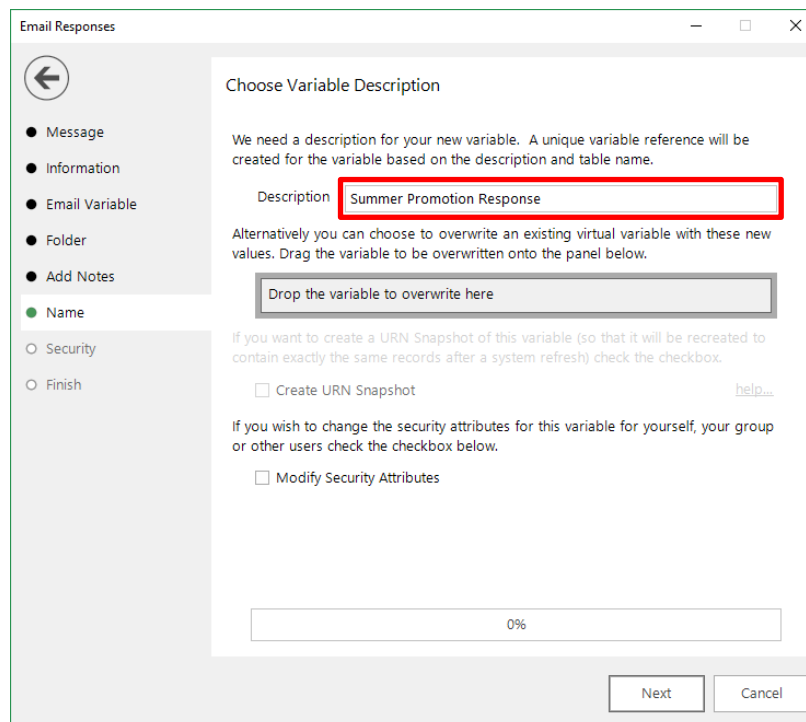 Email Responses
Choose Variable Description
Message
Information
Email Variable
Folder
Add Notes
Name
Security
Finish
We need a description for your new variable. A unique variable reference will be
created for the variable based on the description and table name.
Description Summer Promotion Response
Alternatively you can choose to overwrite an existing virtual variable with these new
values. Drag the variable to be overwritten onto the panel below.
Drop the variable to overwrite here
If you want to create a URN Snapshot of this variable (so that it will be recreated to
contain exactly the same records after a system refresh) check the checkbox.
Create URN Snapshot help...
If you wish to change the security attributes for this variable for yourself, your group
or other users check the checkbox below.
Modify Security Attributes
0%
Next Cancel